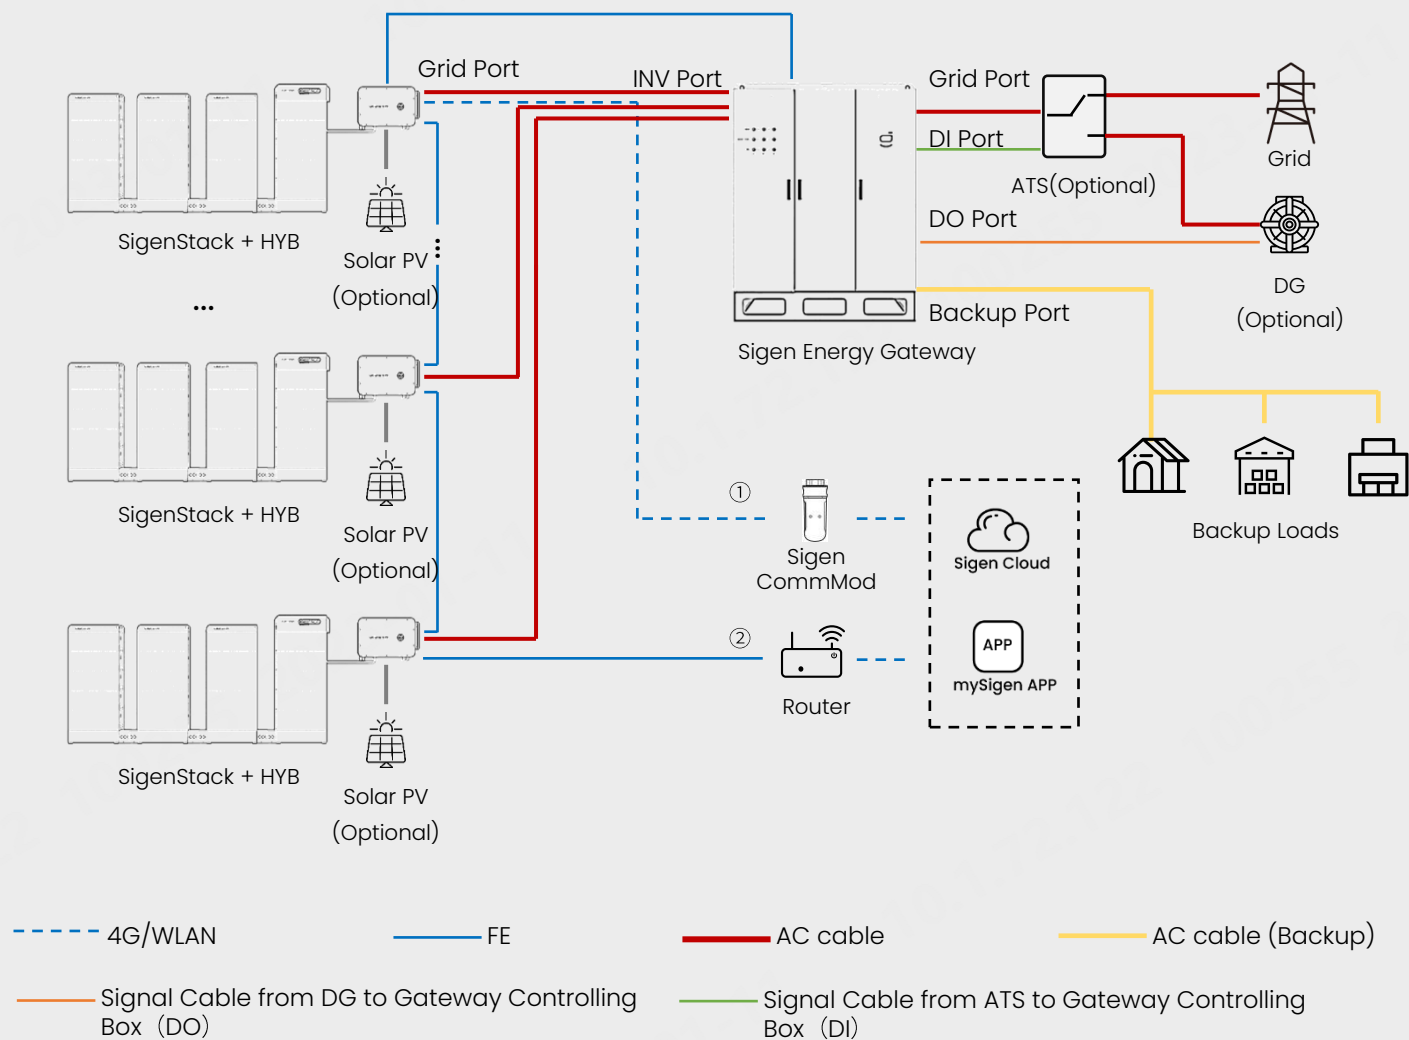 Grid Port
INV Port
Grid Port
DI Port
ATS(Optional)
Grid
DO Port
DG
(Optional)
Backup Port
Sigen Energy Gateway
SigenStack + HYB
Solar PV
(Optional)
...
SigenStack + HYB
Solar PV
(Optional)
①
Sigen
CommMod
Sigen Cloud
Backup Loads
②
Router
APP
mySigen APP
SigenStack + HYB
Solar PV
(Optional)
4G/WLAN
FE
AC cable
AC cable (Backup)
Signal Cable from DG to Gateway Controlling
Box（DO）
Signal Cable from ATS to Gateway Controlling
Box（DI）